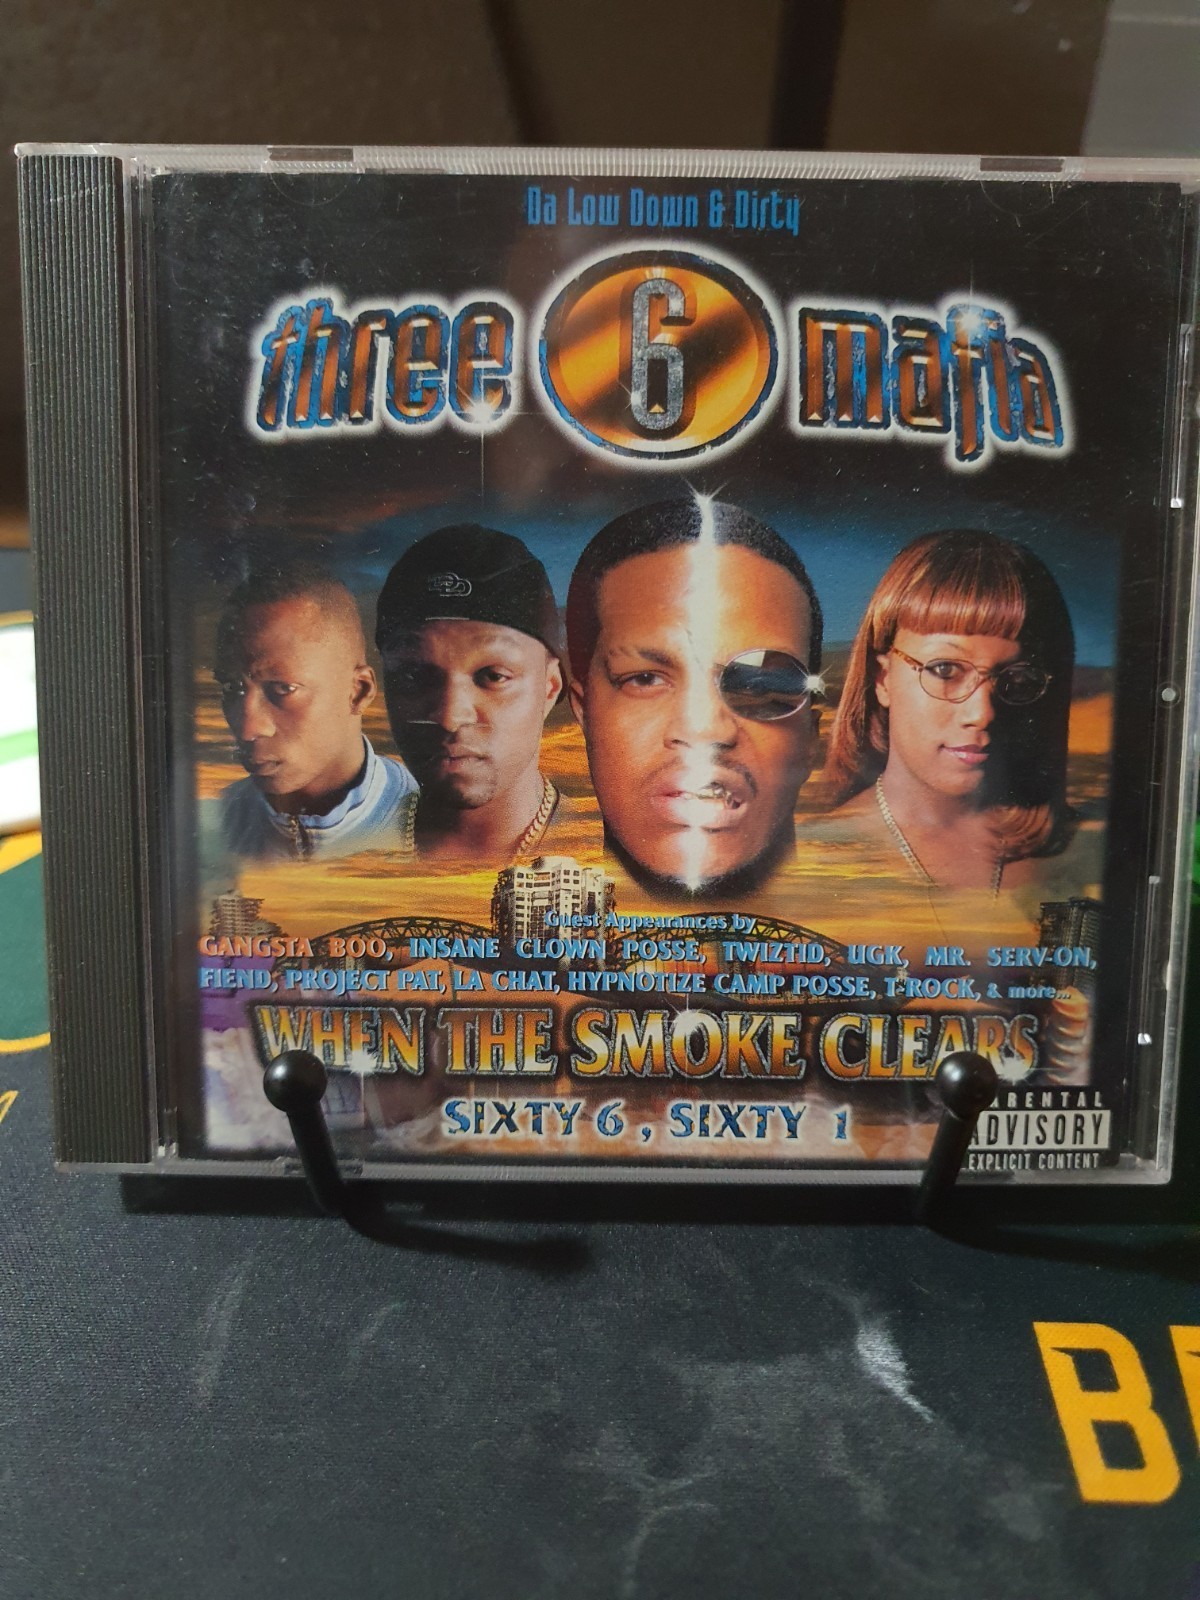 Da Low Down & Dirty
three 6 mafia
Guest Appearances by
GANGSTA BOO, INSANE CLOWN POSSE, TWIZTID, UGK, MR. SERV-ON,
FIEND, PROJECT PAT, LA CHAT, HYPNOTIZE CAMP POSSE, T-ROCK, & more...
WHEN THE SMOKE CLEARS
SIXTY 6, SIXTY 1
ADVISORY
EXPLICIT CONTENT